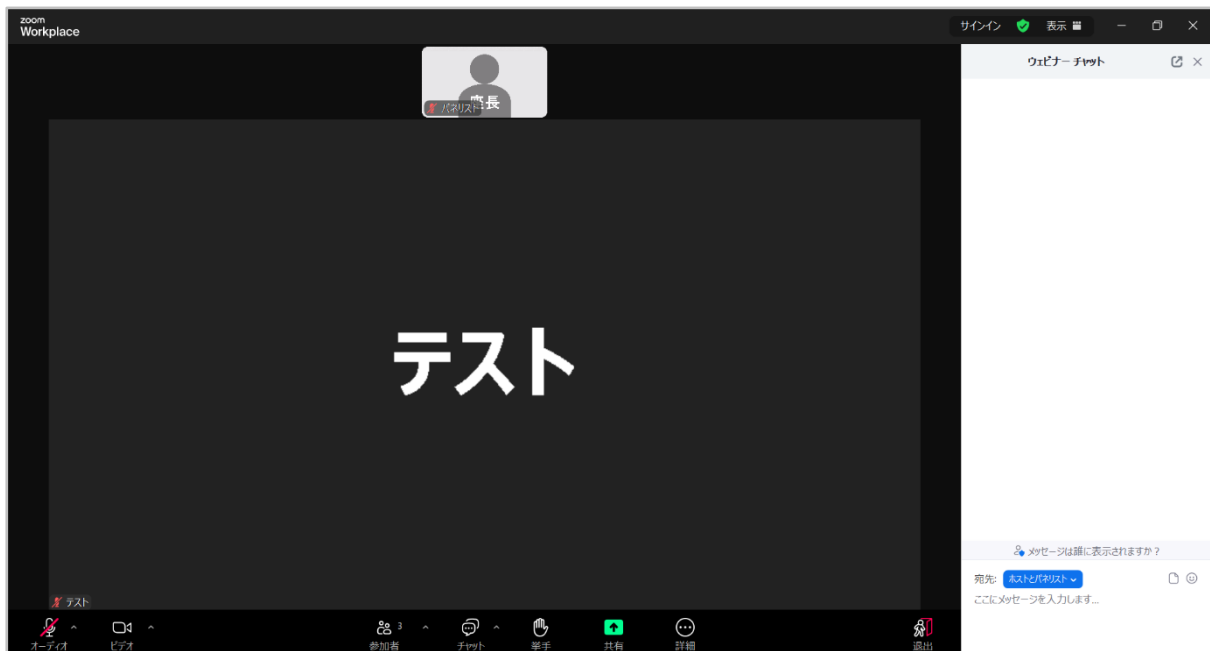 zoom
Workplace
サインイン
表示
ウェビナー チャット
座長
パネリスト
テスト
メッセージは誰に表示されますか?
宛先: ホストとパネリスト
ここにメッセージを入力します...
テスト
オーディオ
ビデオ
参加者
3
チャット
挙手
共有
詳細
退出